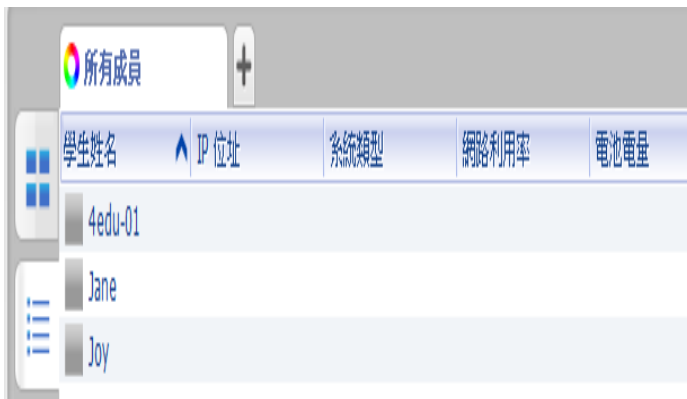 所有成員 +
學生姓名 IP 位址 系統類型 網路利用率 電池電量
4edu-01
Jane
Joy